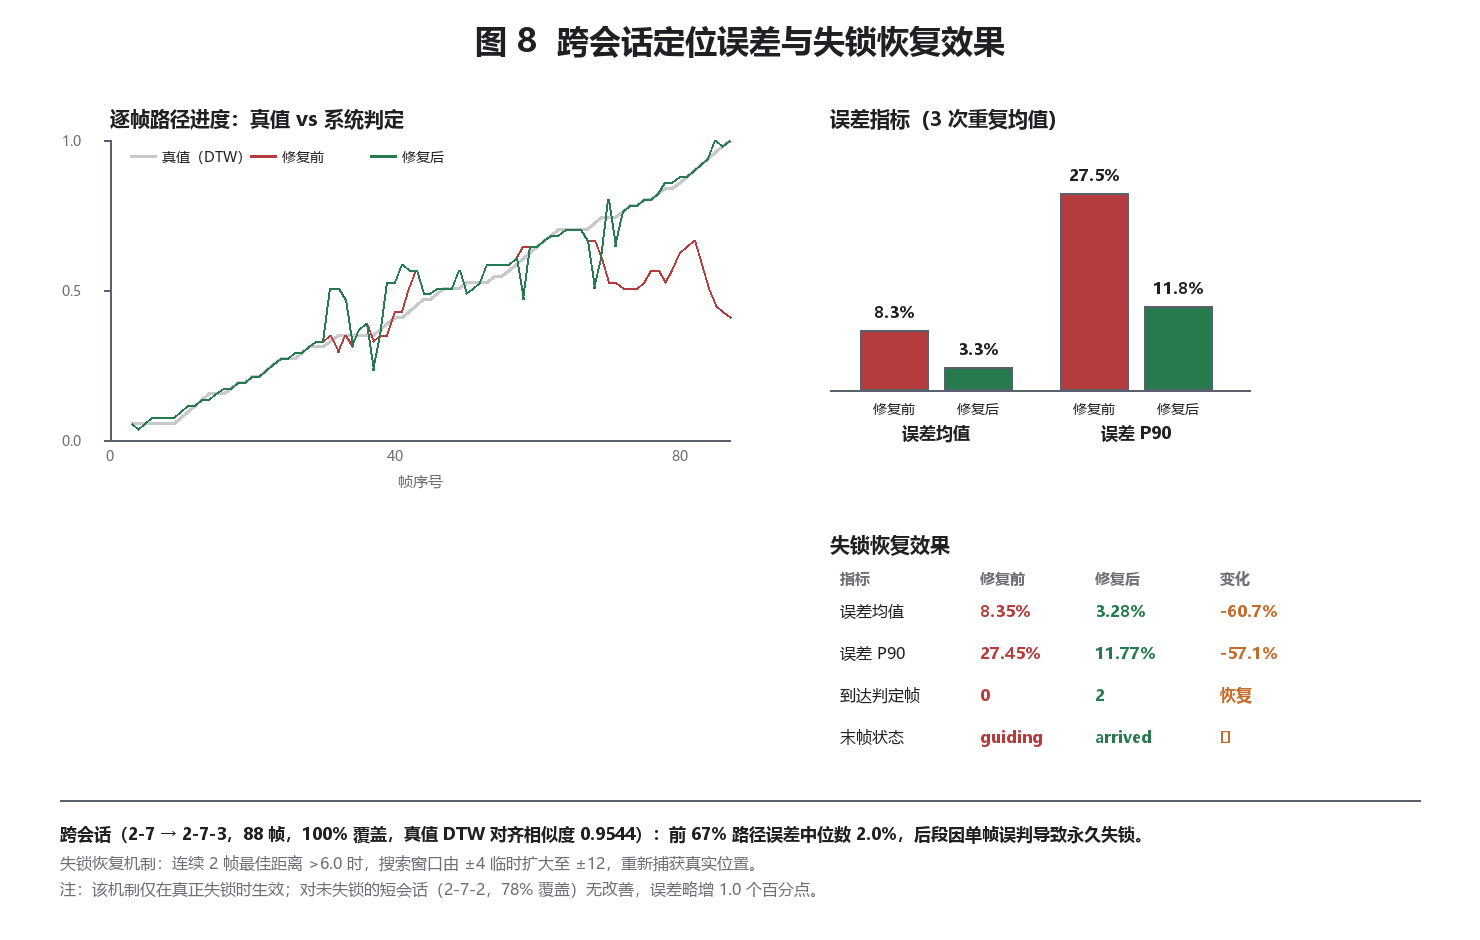 图 8 跨会话定位误差与失锁恢复效果
逐帧路径进度：真值 vs 系统判定
真值（DTW） 修复前 修复后
1.0
0.5
0.0
0 40 80
帧序号
误差指标（3 次重复均值）
27.5%
11.8%
8.3%
3.3%
修复前 修复后 修复前 修复后
误差均值 误差 P90
失锁恢复效果
指标 修复前 修复后 变化
误差均值 8.35% 3.28% -60.7%
误差 P90 27.45% 11.77% -57.1%
到达判定帧 0 2 恢复
末帧状态 guiding arrived
跨会话（2-7 → 2-7-3，88 帧，100% 覆盖，真值 DTW 对齐相似度 0.9544）：前 67% 路径误差中位数 2.0%，后段因单帧误判导致永久失锁。
失锁恢复机制：连续 2 帧最佳距离 >6.0 时，搜索窗口由 ±4 临时扩大至 ±12，重新捕获真实位置。
注：该机制仅在真正失锁时生效；对未失锁的短会话（2-7-2，78% 覆盖）无改善，误差略增 1.0 个百分点。